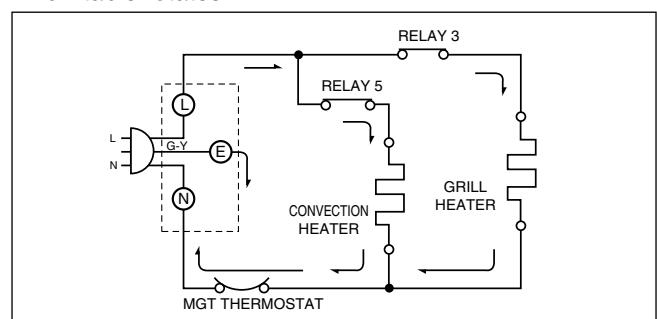 RELAY 3
RELAY 5
L
L
G-Y
E
N
N
CONVECTION
HEATER
GRILL
HEATER
MGT THERMOSTAT